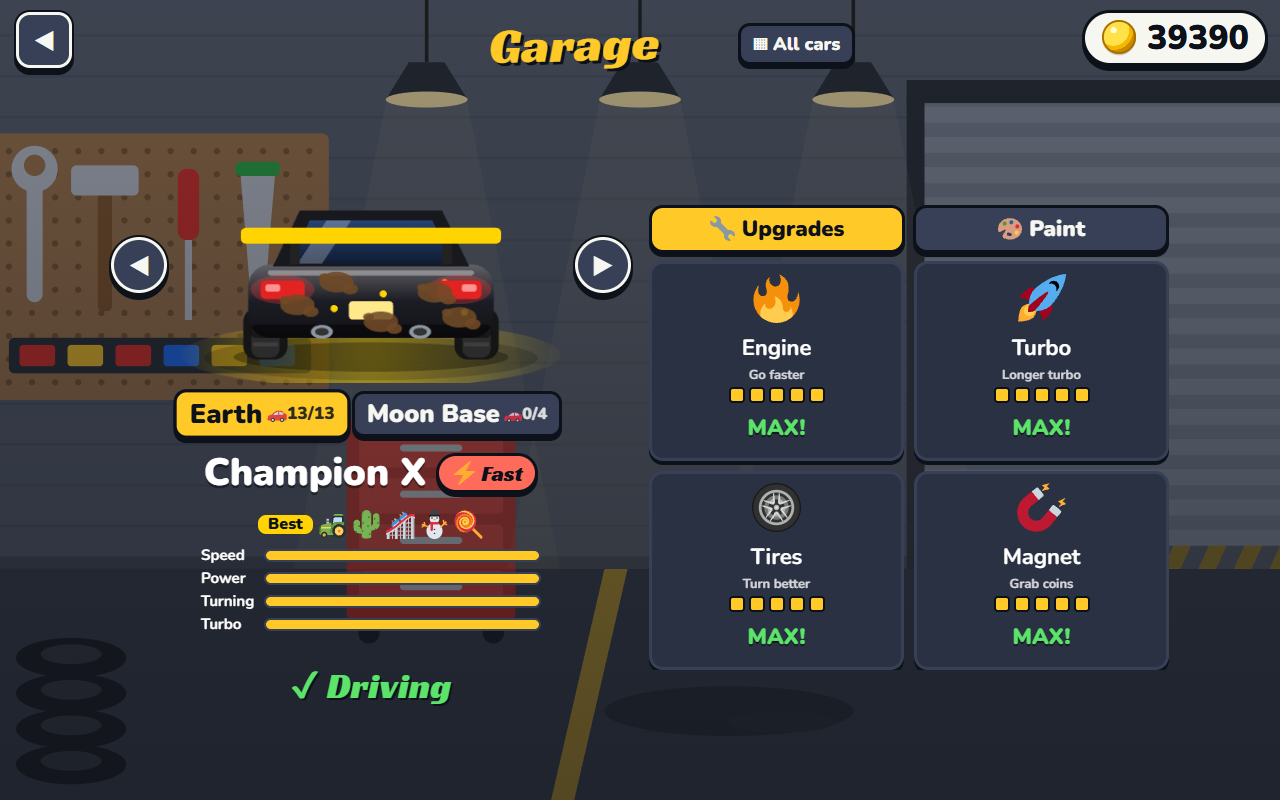 Garage
All cars
39390
Upgrades
Paint
Engine
Go faster
MAX!
Turbo
Longer turbo
MAX!
Tires
Turn better
MAX!
Magnet
Grab coins
MAX!
Earth 13/13
Moon Base 0/4
Champion X
Fast
Best
Speed
Power
Turning
Turbo
✓ Driving